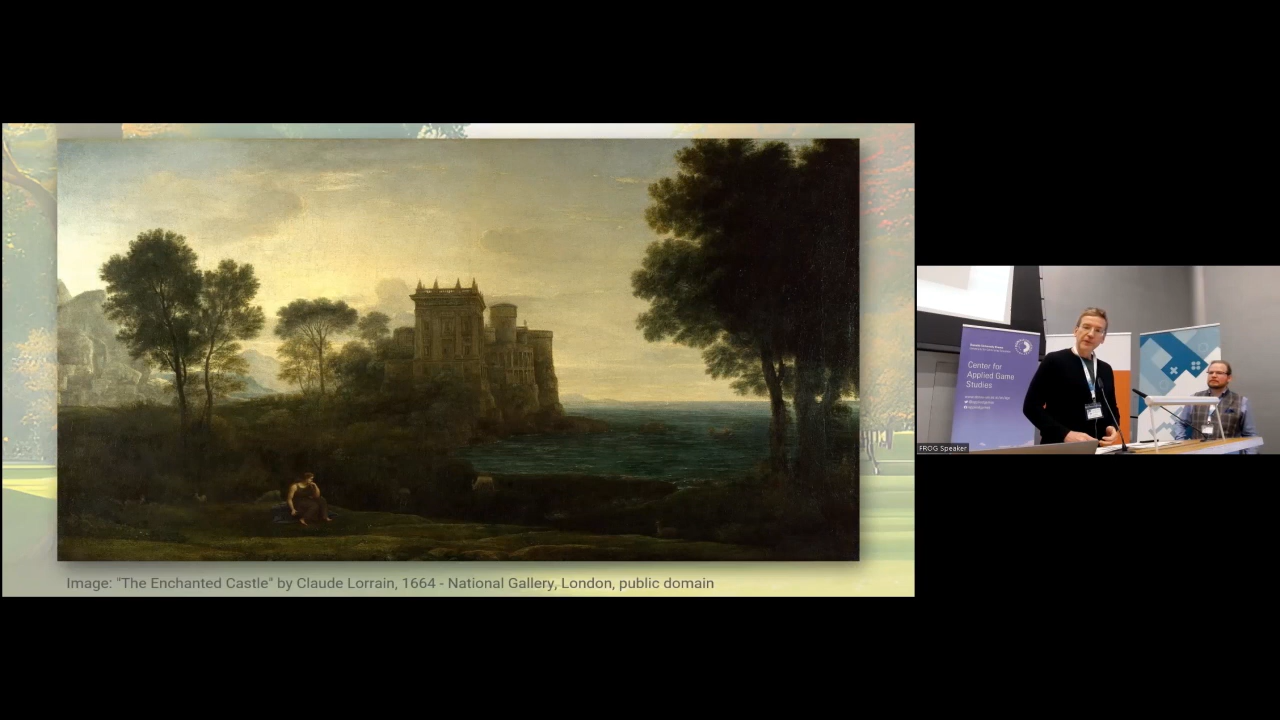 Image: "The Enchanted Castle" by Claude Lorrain, 1664 - National Gallery, London, public domain
Center for
Applied Game
Studies
FROG Speaker